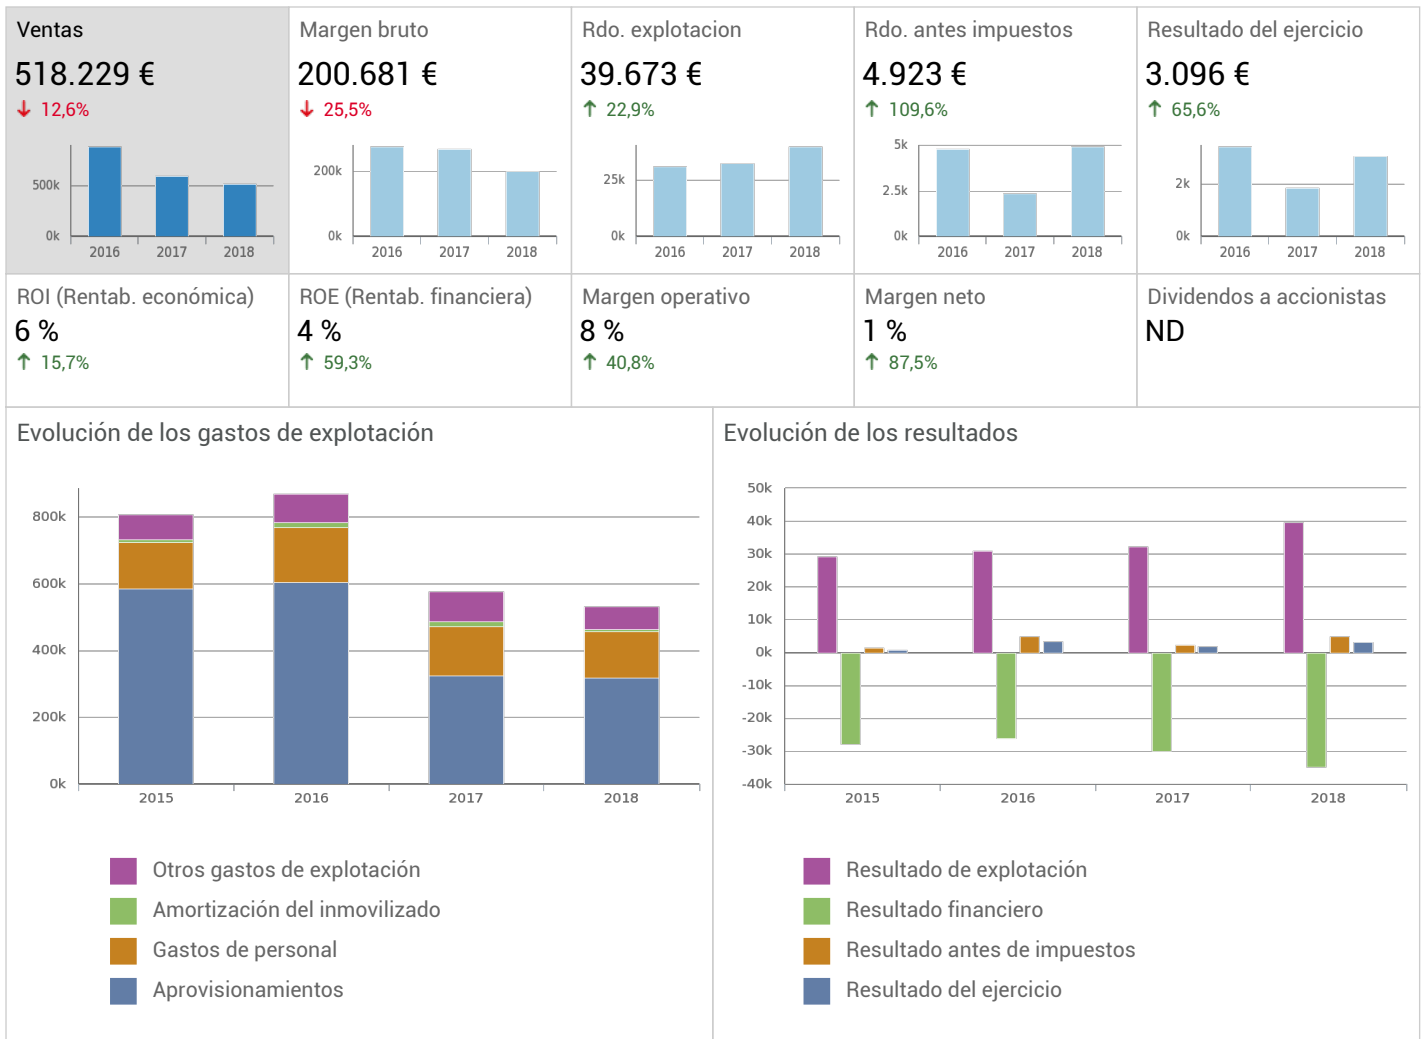 Ventas
518.229 €
↓ 12,6%
500k
0k
2016 2017 2018
Margen bruto
200.681 €
↓ 25,5%
200k
0k
2016 2017 2018
Rdo. explotacion
39.673 €
↑ 22,9%
25k
0k
2016 2017 2018
Rdo. antes impuestos
4.923 €
↑ 109,6%
5k
2.5k
0k
2016 2017 2018
Resultado del ejercicio
3.096 €
↑ 65,6%
2k
0k
2016 2017 2018
ROI (Rentab. económica)
6 %
↑ 15,7%
ROE (Rentab. financiera)
4 %
↑ 59,3%
Margen operativo
8 %
↑ 40,8%
Margen neto
1 %
↑ 87,5%
Dividendos a accionistas
ND
Evolución de los gastos de explotación
800k
600k
400k
200k
0k
2015 2016 2017 2018
Otros gastos de explotación
Amortización del inmovilizado
Gastos de personal
Aprovisionamientos
Evolución de los resultados
50k
40k
30k
20k
10k
0k
-10k
-20k
-30k
-40k
2015 2016 2017 2018
Resultado de explotación
Resultado financiero
Resultado antes de impuestos
Resultado del ejercicio